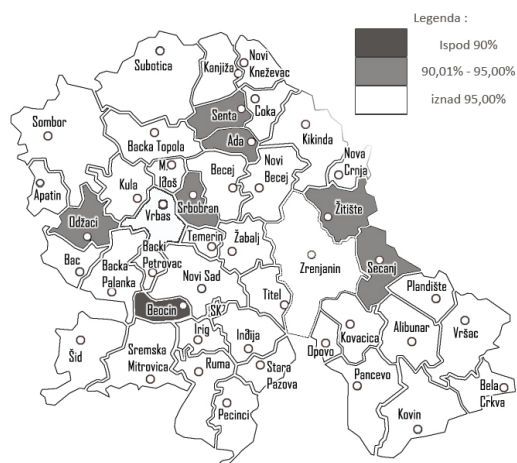 Legenda :
Ispod 90%
90,01% - 95,00%
iznad 95,00%
Subotica
Kanjiža
Novi
Kneževac
Senta
Coka
Sombor
Backa Topola
Ada
Kikinda
Apatin
Kula
M.
Iđoš
Becej
Novi
Becej
Nova
Crnja
Odžaci
Vrbas
Srbobran
Žitište
Bac
Backa
Palanka
Backi
Petrovac
Temerin
Žabalj
Zrenjanin
Secanj
Novi Sad
Titel
Plandište
Beocin
SK
Irig
Inđija
Opovo
Kovacica
Alibunar
Vršac
Šid
Sremska
Mitrovica
Ruma
Stara
Pazova
Pancevo
Bela
Crkva
Pecinci
Kovin